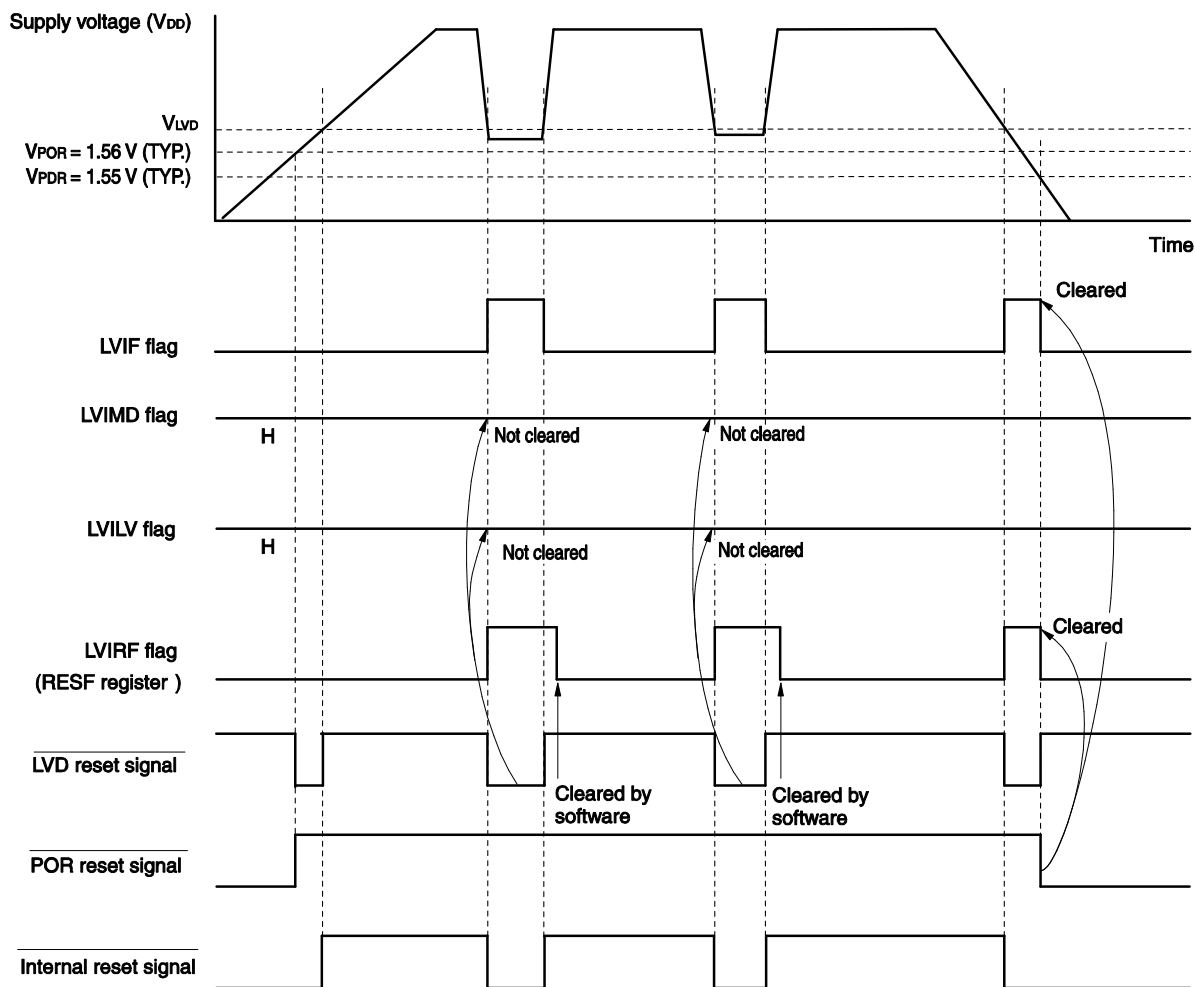 Supply voltage (VDD)
VLVD
VPOR = 1.56 V (TYP.)
VPDR = 1.55 V (TYP.)
Time
Cleared
LVIF flag
LVIMD flag
H
Not cleared
Not cleared
LVILV flag
H
Not cleared
Not cleared
LVIRF flag
(RESF register )
Cleared
LVD reset signal
Cleared by
software
Cleared by
software
POR reset signal
Internal reset signal